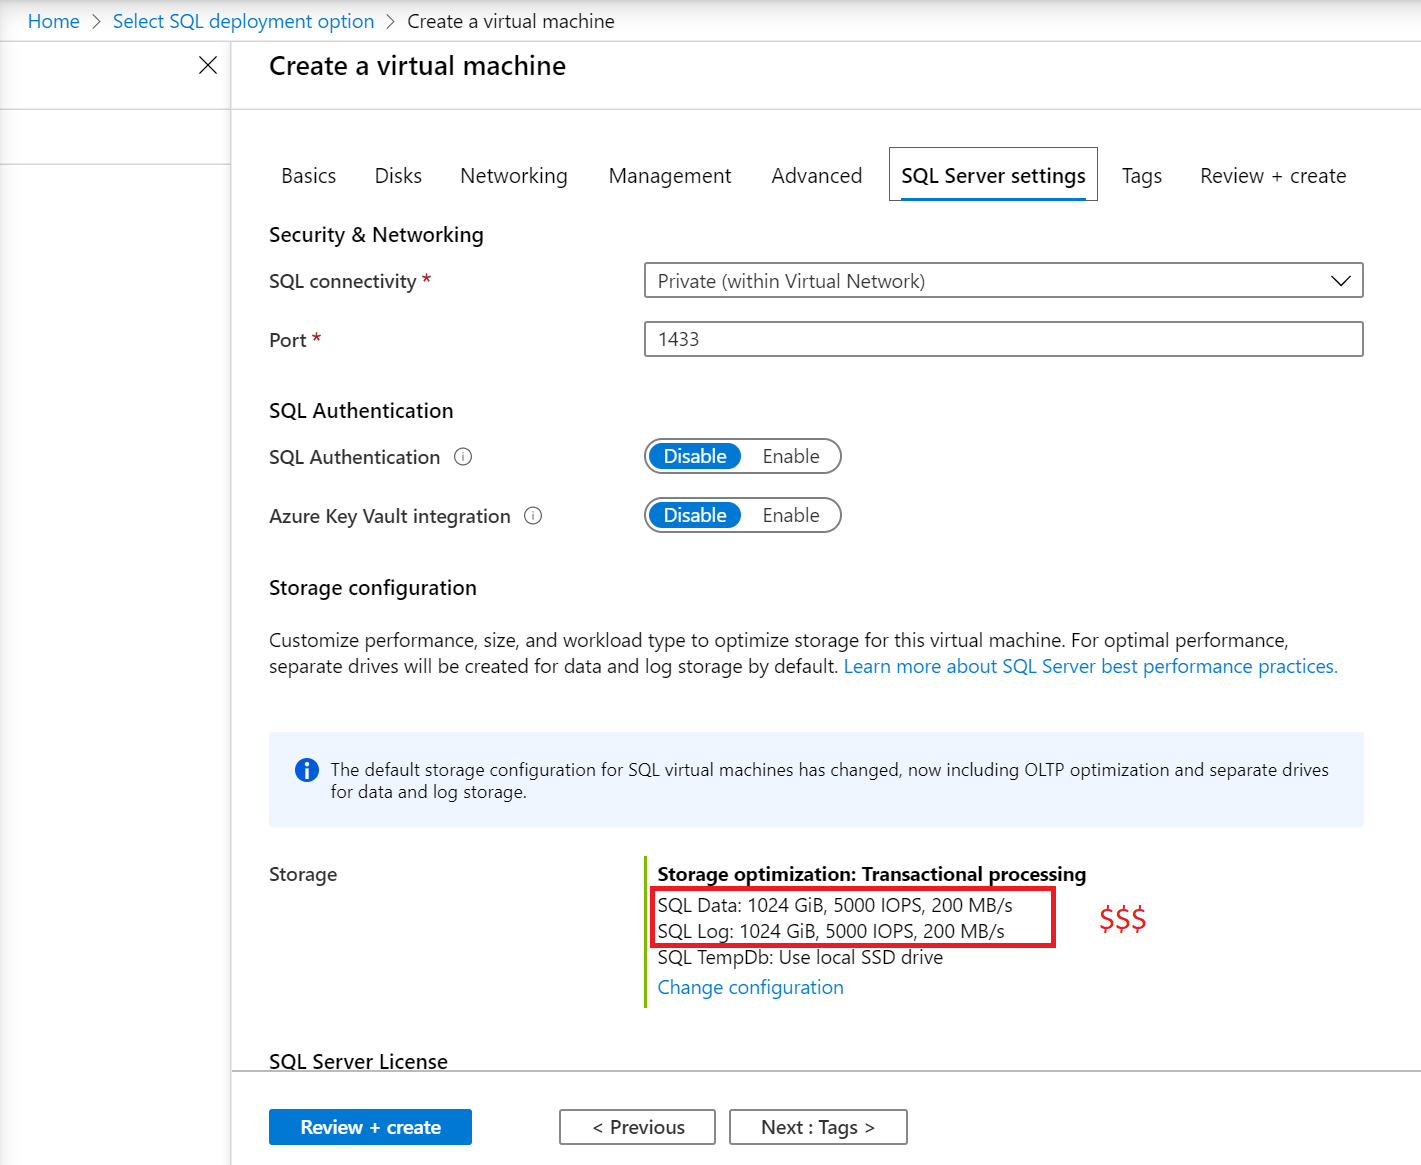 Home > Select SQL deployment option > Create a virtual machine
Create a virtual machine
Basics Disks Networking Management Advanced SQL Server settings Tags Review + create
Security & Networking
SQL connectivity * Private (within Virtual Network)
Port * 1433
SQL Authentication
SQL Authentication Disable Enable
Azure Key Vault integration Disable Enable
Storage configuration
Customize performance, size, and workload type to optimize storage for this virtual machine. For optimal performance,
separate drives will be created for data and log storage by default. Learn more about SQL Server best performance practices.
The default storage configuration for SQL virtual machines has changed, now including OLTP optimization and separate drives
for data and log storage.
Storage Storage optimization: Transactional processing
SQL Data: 1024 GiB, 5000 IOPS, 200 MB/s
$$$
SQL Log: 1024 GiB, 5000 IOPS, 200 MB/s
SQL TempDb: Use local SSD drive
Change configuration
SQL Server License
Review + create < Previous Next : Tags >